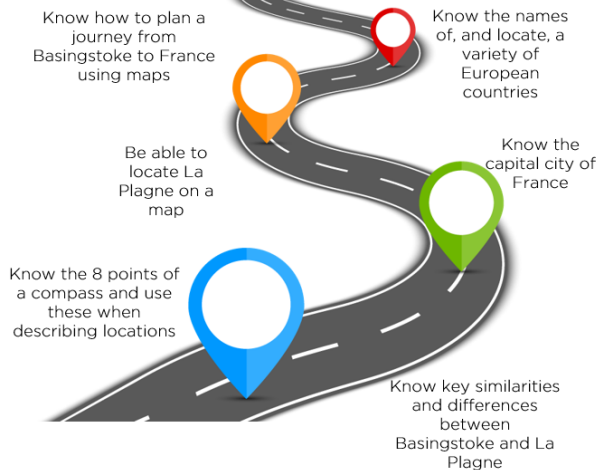 Know how to plan a
journey from
Basingstoke to France
using maps
Know the names
of, and locate, a
variety of
European
countries
Be able to
locate La
Plagne on a
map
Know the
capital city of
France
Know the 8 points of
a compass and use
these when
describing locations
Know key similarities
and differences
between
Basingstoke and La
Plagne